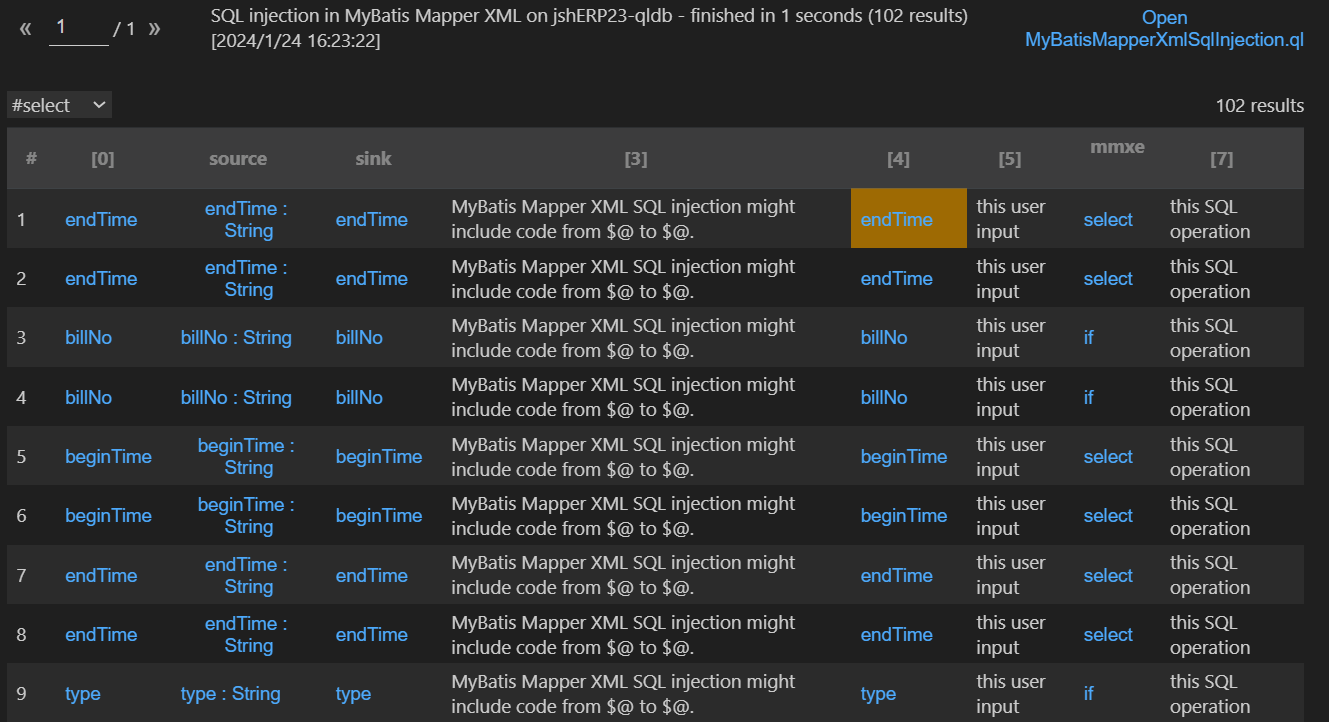 « 1 / 1 »
SQL injection in MyBatis Mapper XML on jshERP23-qldb - finished in 1 seconds (102 results)
[2024/1/24 16:23:22]
Open
MyBatisMapperXmlSqlInjection.ql
#select
102 results
# [0] source sink [3] [4] [5] mmxe [7]
1 endTime endTime : String endTime MyBatis Mapper XML SQL injection might include code from $@ to $@. endTime this user input select this SQL operation
2 endTime endTime : String endTime MyBatis Mapper XML SQL injection might include code from $@ to $@. endTime this user input select this SQL operation
3 billNo billNo : String billNo MyBatis Mapper XML SQL injection might include code from $@ to $@. billNo this user input if this SQL operation
4 billNo billNo : String billNo MyBatis Mapper XML SQL injection might include code from $@ to $@. billNo this user input if this SQL operation
5 beginTime beginTime : String beginTime MyBatis Mapper XML SQL injection might include code from $@ to $@. beginTime this user input select this SQL operation
6 beginTime beginTime : String beginTime MyBatis Mapper XML SQL injection might include code from $@ to $@. beginTime this user input select this SQL operation
7 endTime endTime : String endTime MyBatis Mapper XML SQL injection might include code from $@ to $@. endTime this user input select this SQL operation
8 endTime endTime : String endTime MyBatis Mapper XML SQL injection might include code from $@ to $@. endTime this user input select this SQL operation
9 type type : String type MyBatis Mapper XML SQL injection might include code from $@ to $@. type this user input if this SQL operation